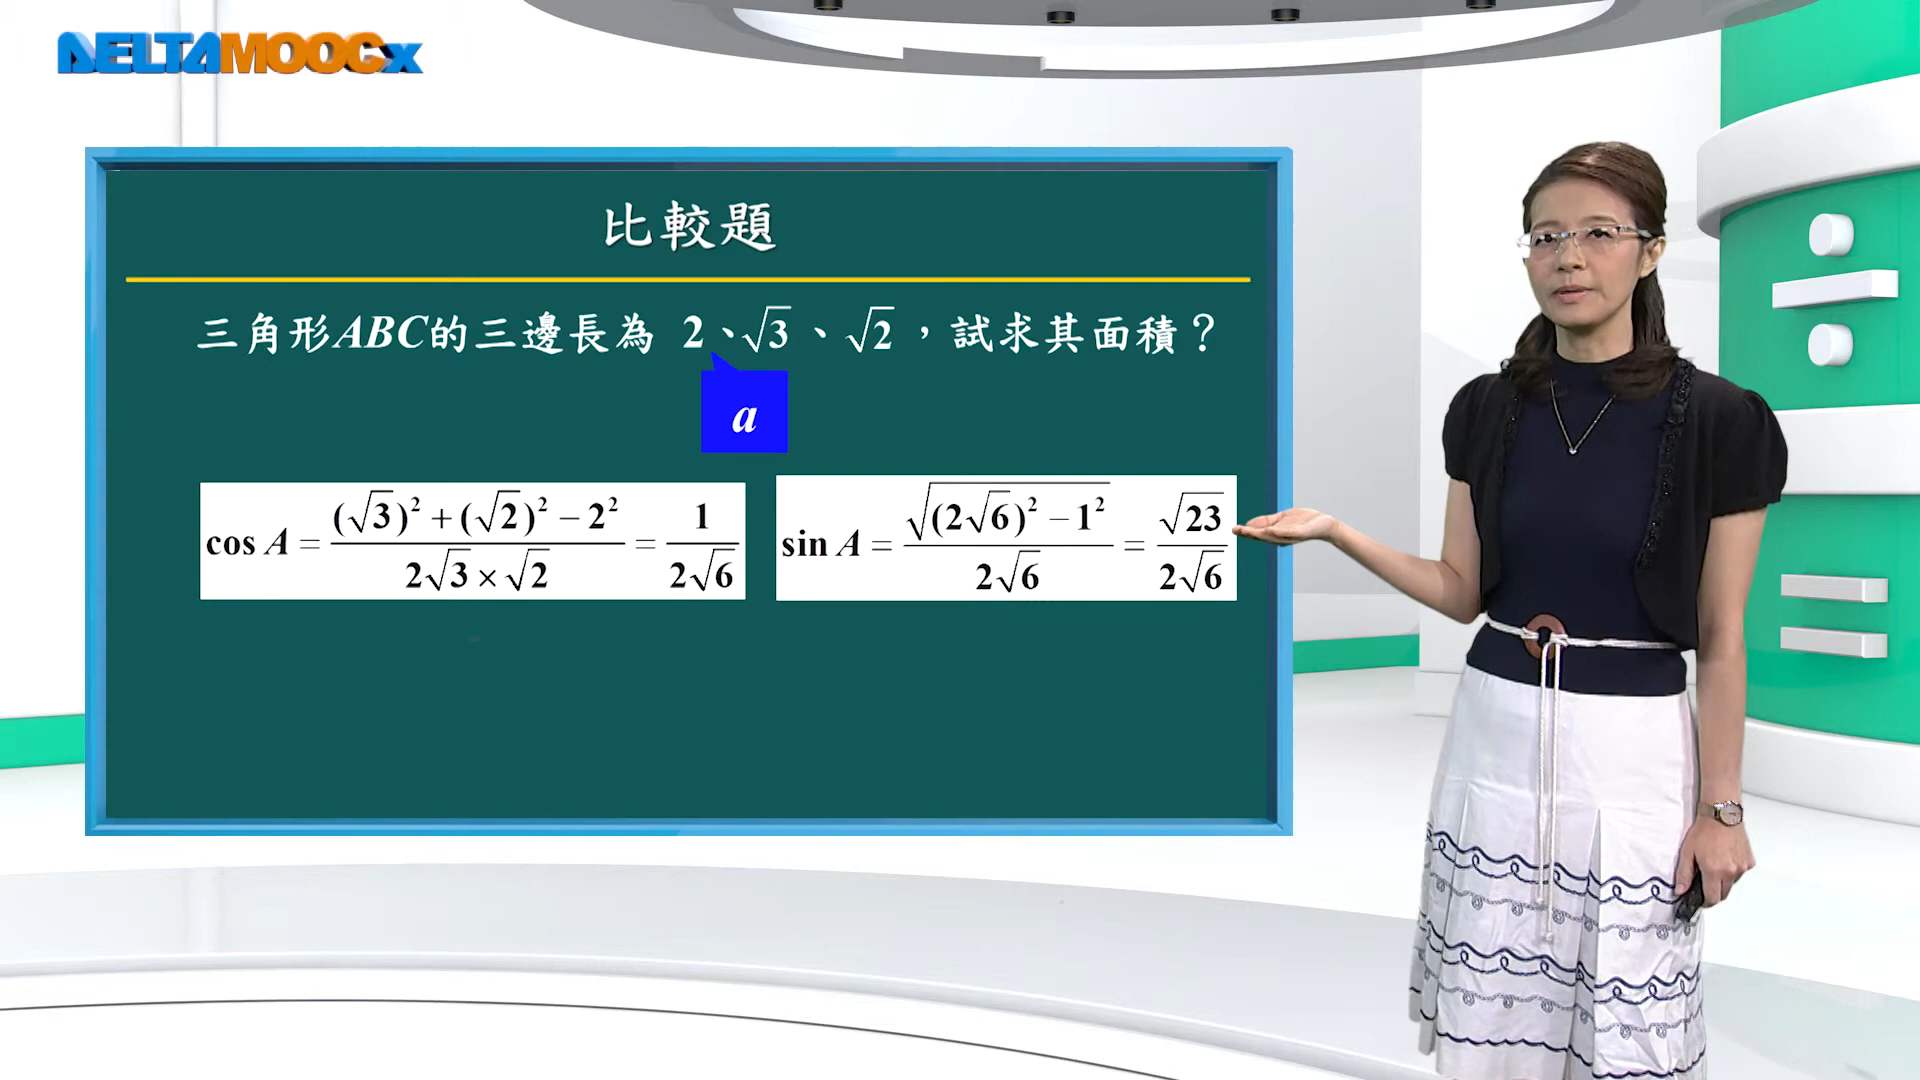 DELTAMOOCx
比較題
三角形ABC的三邊長為 2、√3、√2，試求其面積？
a
cos A = ((√3)² + (√2)² − 2²) / (2√3 × √2) = 1 / (2√6)
sin A = √((2√6)² − 1²) / (2√6) = √23 / (2√6)